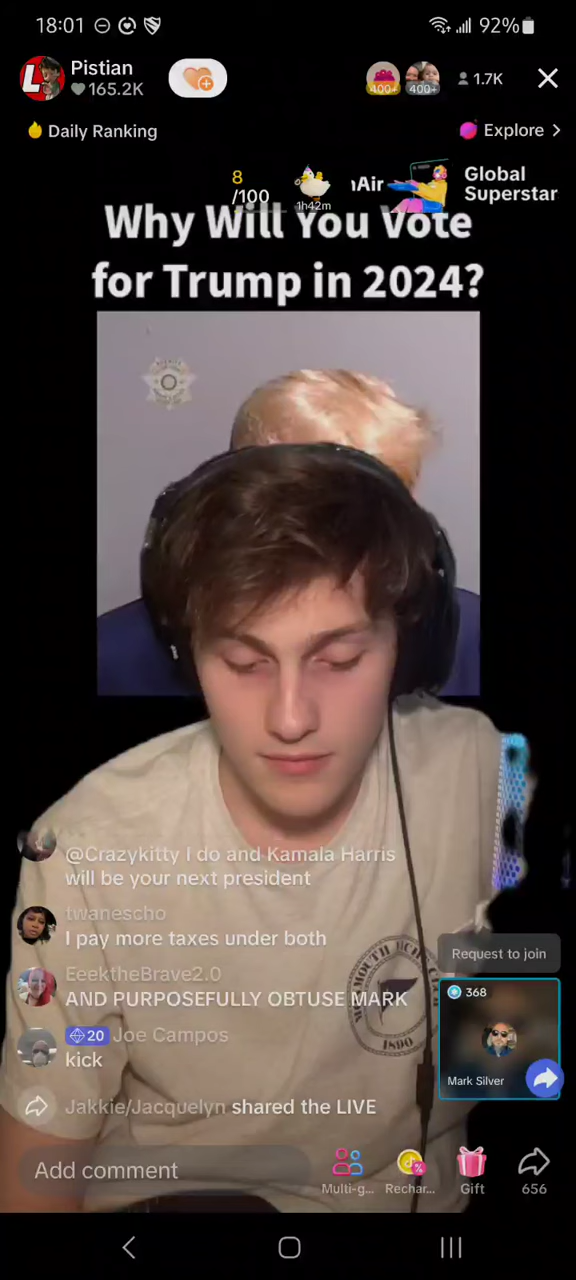 18:01
92%
Pistian
165.2K
400+
400+
1.7K
Daily Ranking
Explore
8
/100
1h42m
Air
Global
Superstar
Why Will You Vote
for Trump in 2024?
@Crazykitty I do and Kamala Harris
will be your next president
twanescho
I pay more taxes under both
EeektheBrave2.0
AND PURPOSEFULLY OBTUSE MARK
20 Joe Campos
kick
Jakkie/Jacquelyn shared the LIVE
1890
Request to join
368
Mark Silver
Add comment
Multi-g...
Rechar...
Gift
656